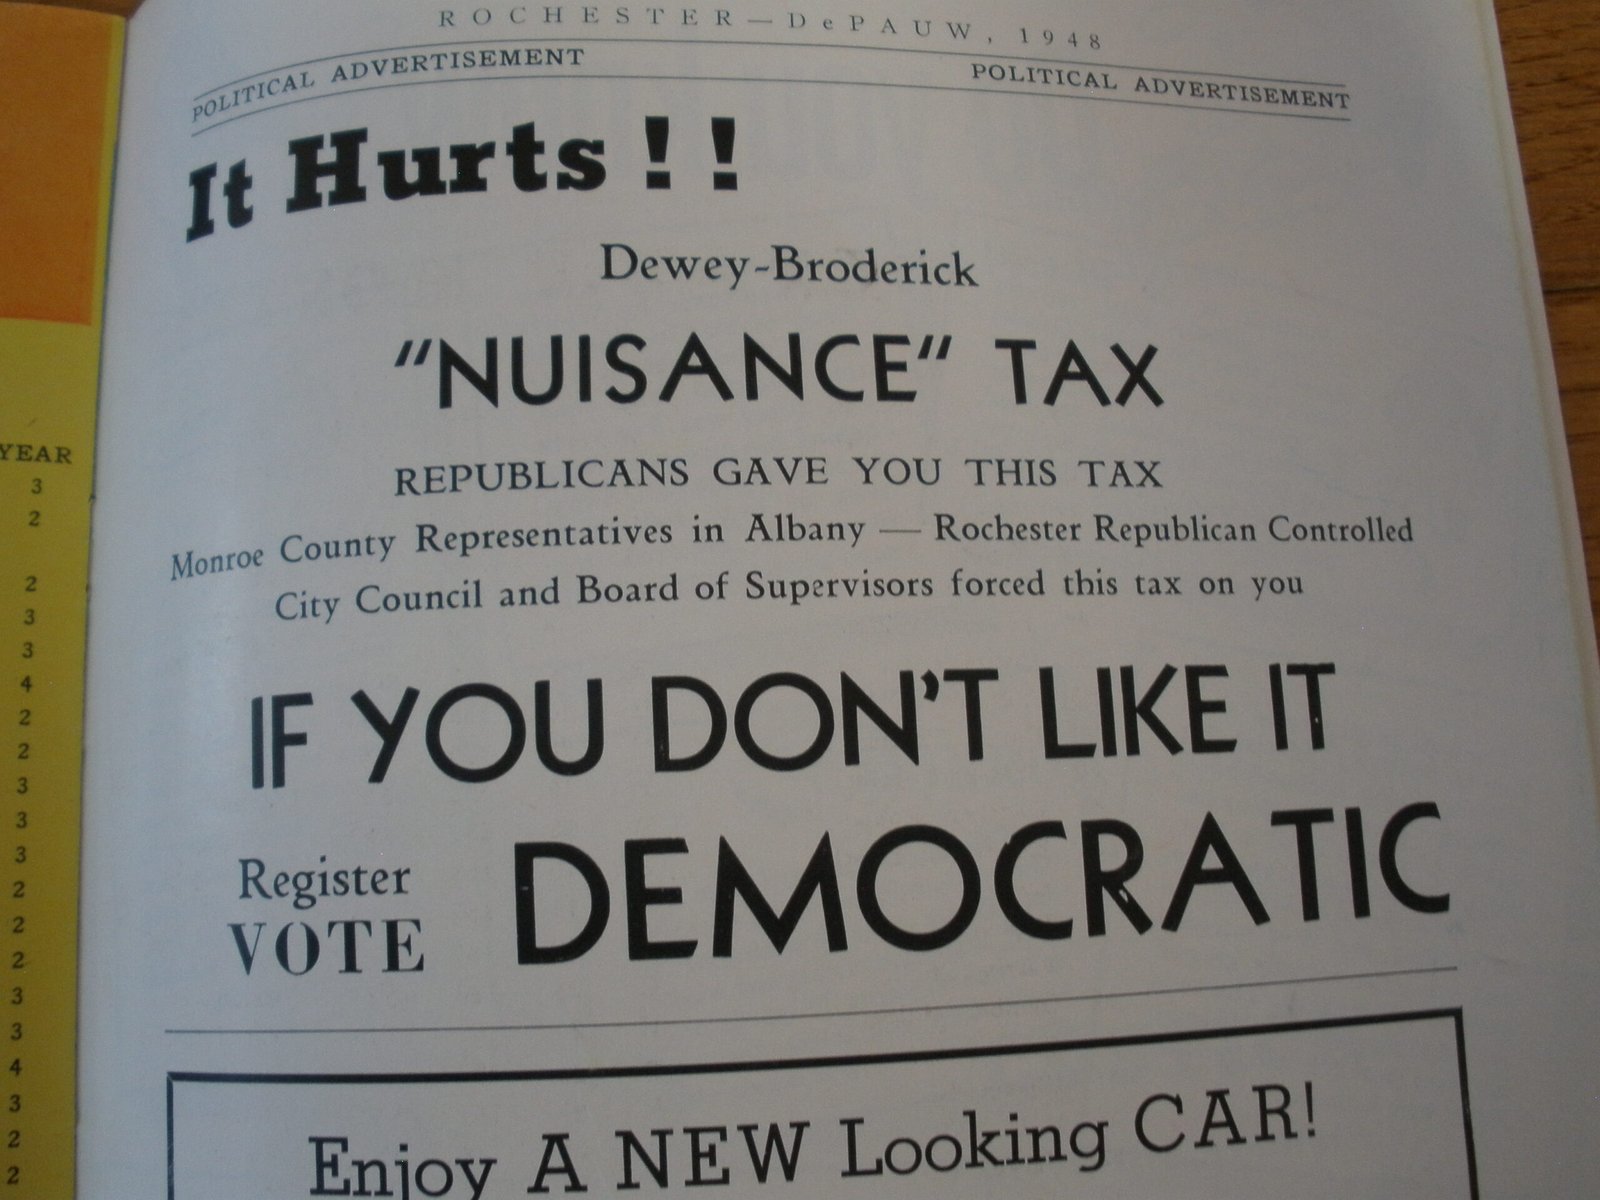 ROCHESTER—DePAUW, 1948
POLITICAL ADVERTISEMENT POLITICAL ADVERTISEMENT
It Hurts!!
Dewey-Broderick
"NUISANCE" TAX
REPUBLICANS GAVE YOU THIS TAX
Monroe County Representatives in Albany — Rochester Republican Controlled
City Council and Board of Supervisors forced this tax on you
IF YOU DON'T LIKE IT
Register
VOTE DEMOCRATIC
Enjoy A NEW Looking CAR!
YEAR
3
2
2
3
3
4
2
2
3
3
3
2
2
2
3
3
4
3
2
2